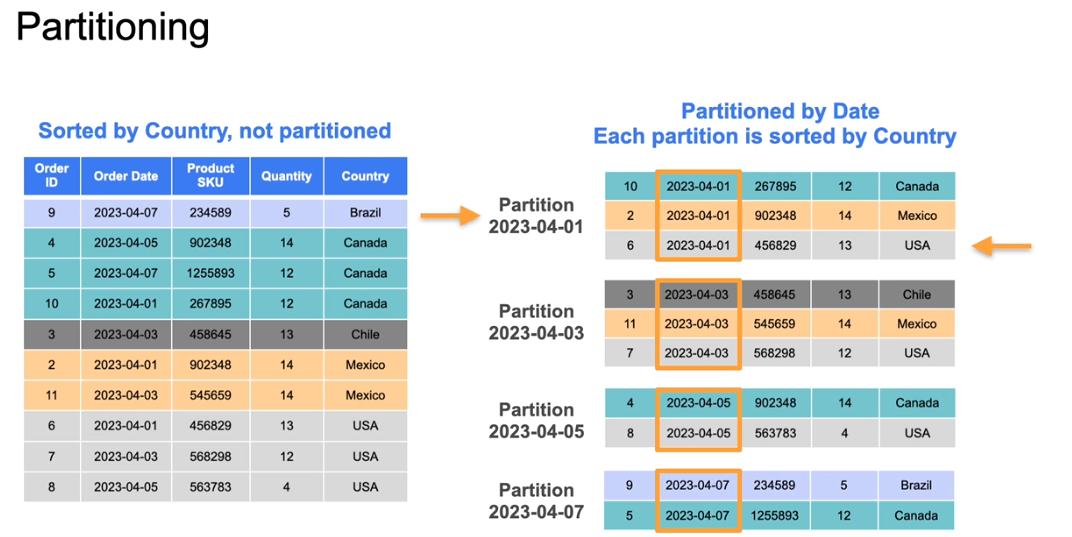 Partitioning
Sorted by Country, not partitioned
Order ID Order Date Product SKU Quantity Country
9 2023-04-07 234589 5 Brazil
4 2023-04-05 902348 14 Canada
5 2023-04-07 1255893 12 Canada
10 2023-04-01 267895 12 Canada
3 2023-04-03 458645 13 Chile
2 2023-04-01 902348 14 Mexico
11 2023-04-03 545659 14 Mexico
6 2023-04-01 456829 13 USA
7 2023-04-03 568298 12 USA
8 2023-04-05 563783 4 USA
Partitioned by Date
Each partition is sorted by Country
Partition
2023-04-01
10 2023-04-01 267895 12 Canada
2 2023-04-01 902348 14 Mexico
6 2023-04-01 456829 13 USA
Partition
2023-04-03
3 2023-04-03 458645 13 Chile
11 2023-04-03 545659 14 Mexico
7 2023-04-03 568298 12 USA
Partition
2023-04-05
4 2023-04-05 902348 14 Canada
8 2023-04-05 563783 4 USA
Partition
2023-04-07
9 2023-04-07 234589 5 Brazil
5 2023-04-07 1255893 12 Canada